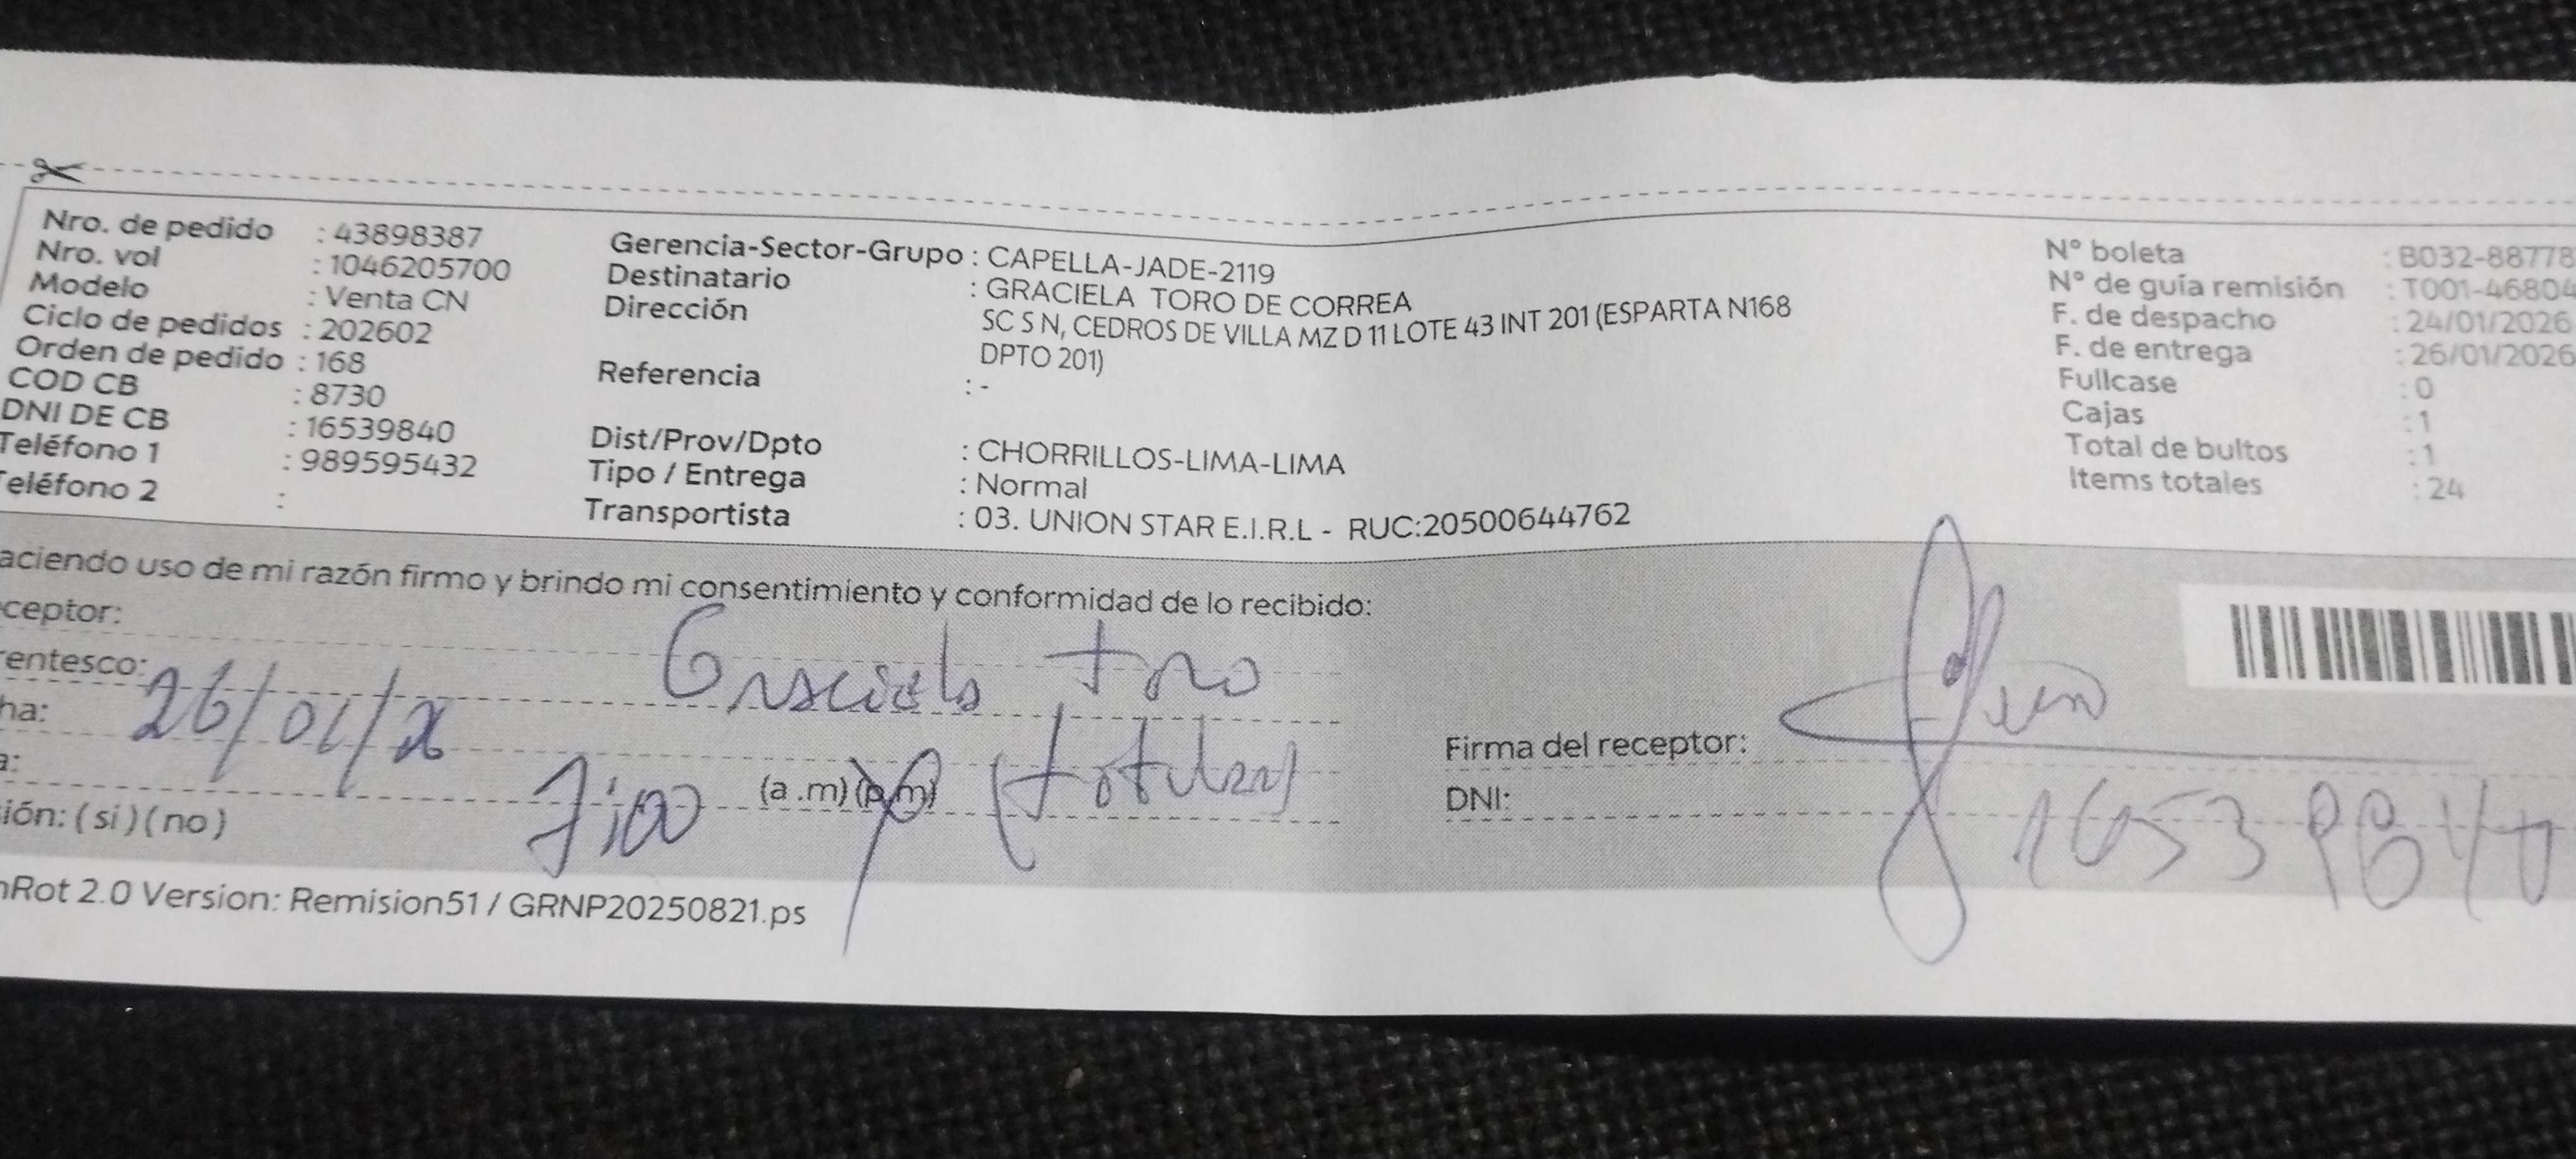 Nro. de pedido : 43898387
Nro. vol : 1046205700
Modelo : Venta CN
Ciclo de pedidos : 202602
Orden de pedido : 168
COD CB : 8730
DNI DE CB : 16539840
Teléfono 1 : 989595432
Teléfono 2 :
Gerencia-Sector-Grupo : CAPELLA-JADE-2119
Destinatario : GRACIELA TORO DE CORREA
Dirección SC S N, CEDROS DE VILLA MZ D 11 LOTE 43 INT 201 (ESPARTA N168
DPTO 201)
Referencia : -
Dist/Prov/Dpto : CHORRILLOS-LIMA-LIMA
Tipo / Entrega : Normal
Transportista : 03. UNION STAR E.I.R.L - RUC:20500644762
N° boleta : B032-88778
N° de guía remisión : T001-46804
F. de despacho : 24/01/2026
F. de entrega : 26/01/2026
Fullcase : 0
Cajas : 1
Total de bultos : 1
Items totales : 24
aciendo uso de mi razón firmo y brindo mi consentimiento y conformidad de lo recibido:
ceptor: Graciela Toro
rentesco: (titular)
ha: 26/01/
a: (a .m) (p.m)
ión: ( si ) ( no )
Firma del receptor:
DNI: 16539840
nRot 2.0 Version: Remision51 / GRNP20250821.ps